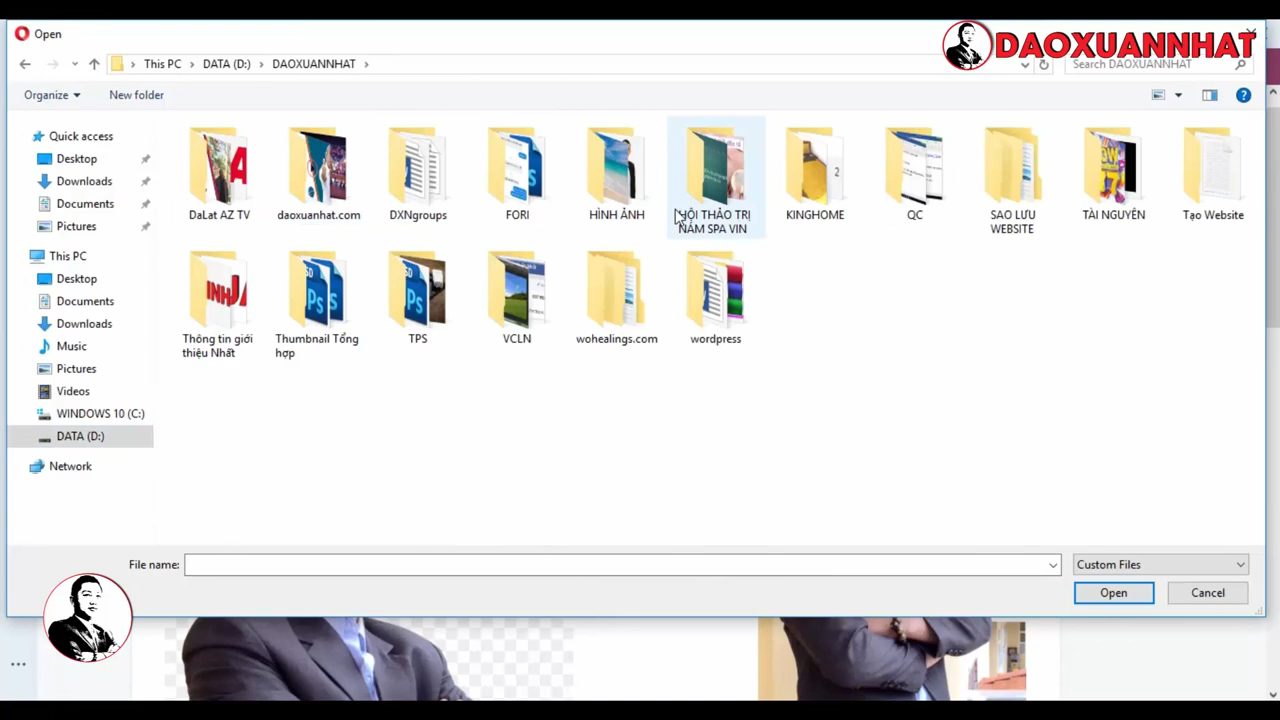 Open
DAOXUANNHAT
This PC
DATA (D:)
DAOXUANNHAT
Search DAOXUANNHAT
Organize
New folder
Quick access
Desktop
Downloads
Documents
Pictures
This PC
Desktop
Documents
Downloads
Music
Pictures
Videos
WINDOWS 10 (C:)
DATA (D:)
Network
DaLat AZ TV
daoxuanhat.com
DXNgroups
FORI
HÌNH ẢNH
HỘI THẢO TRỊ
NÁM SPA VIN
KINGHOME
QC
SAO LƯU
WEBSITE
TÀI NGUYÊN
Tạo Website
Thông tin giới
thiệu Nhất
Thumbnail Tổng
hợp
TPS
VCLN
wohealings.com
wordpress
File name:
Custom Files
Open
Cancel